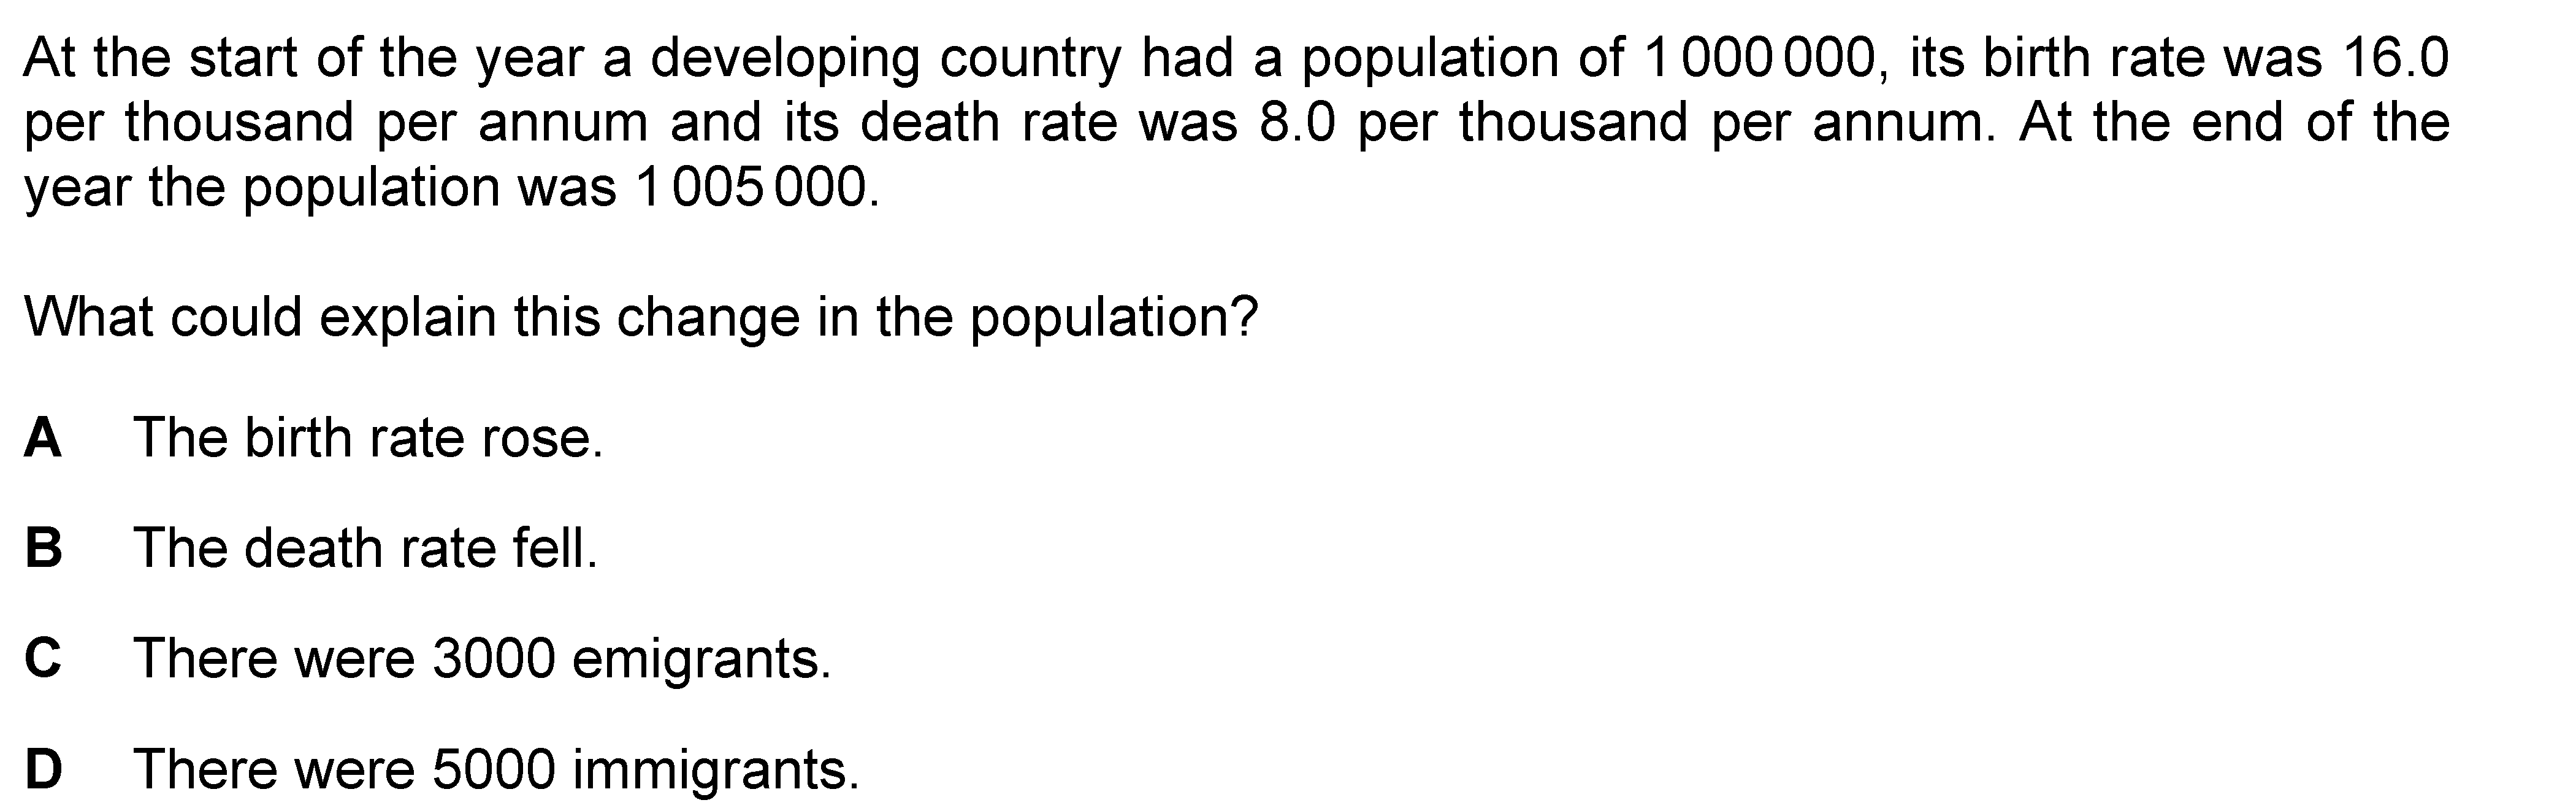 At the start of the year a developing country had a population of 1 000 000, its birth rate was 16.0
per thousand per annum and its death rate was 8.0 per thousand per annum. At the end of the
year the population was 1 005 000.
What could explain this change in the population?
A The birth rate rose.
B The death rate fell.
C There were 3000 emigrants.
D There were 5000 immigrants.